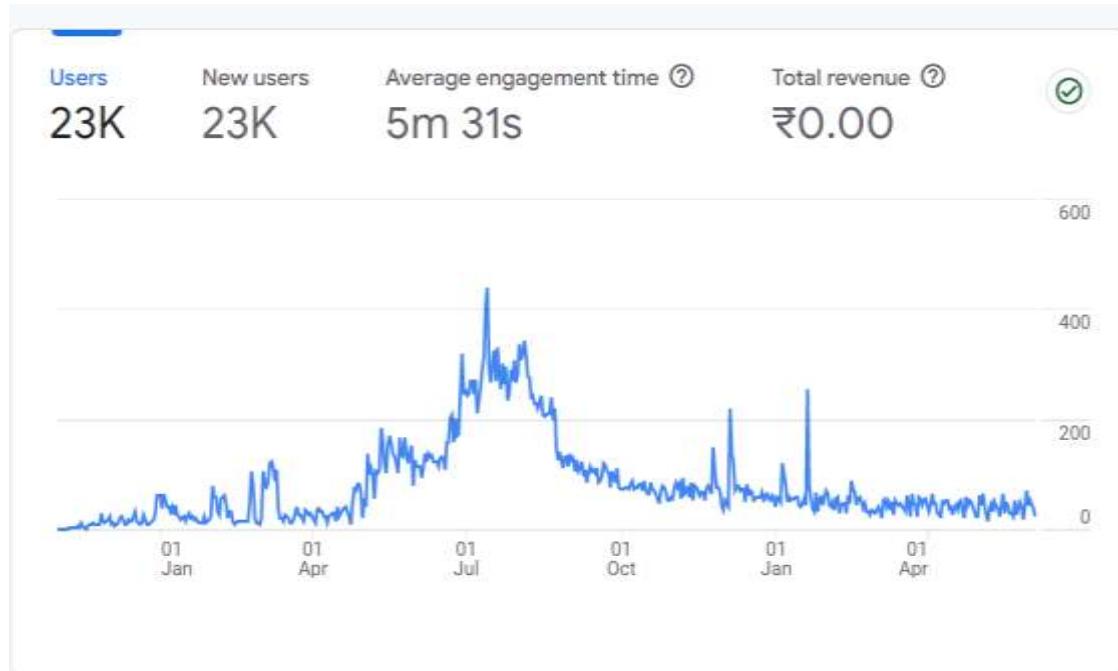 Users New users Average engagement time Total revenue
23K 23K 5m 31s ₹0.00
600
400
200
0
01 01 01 01 01 01
Jan Apr Jul Oct Jan Apr